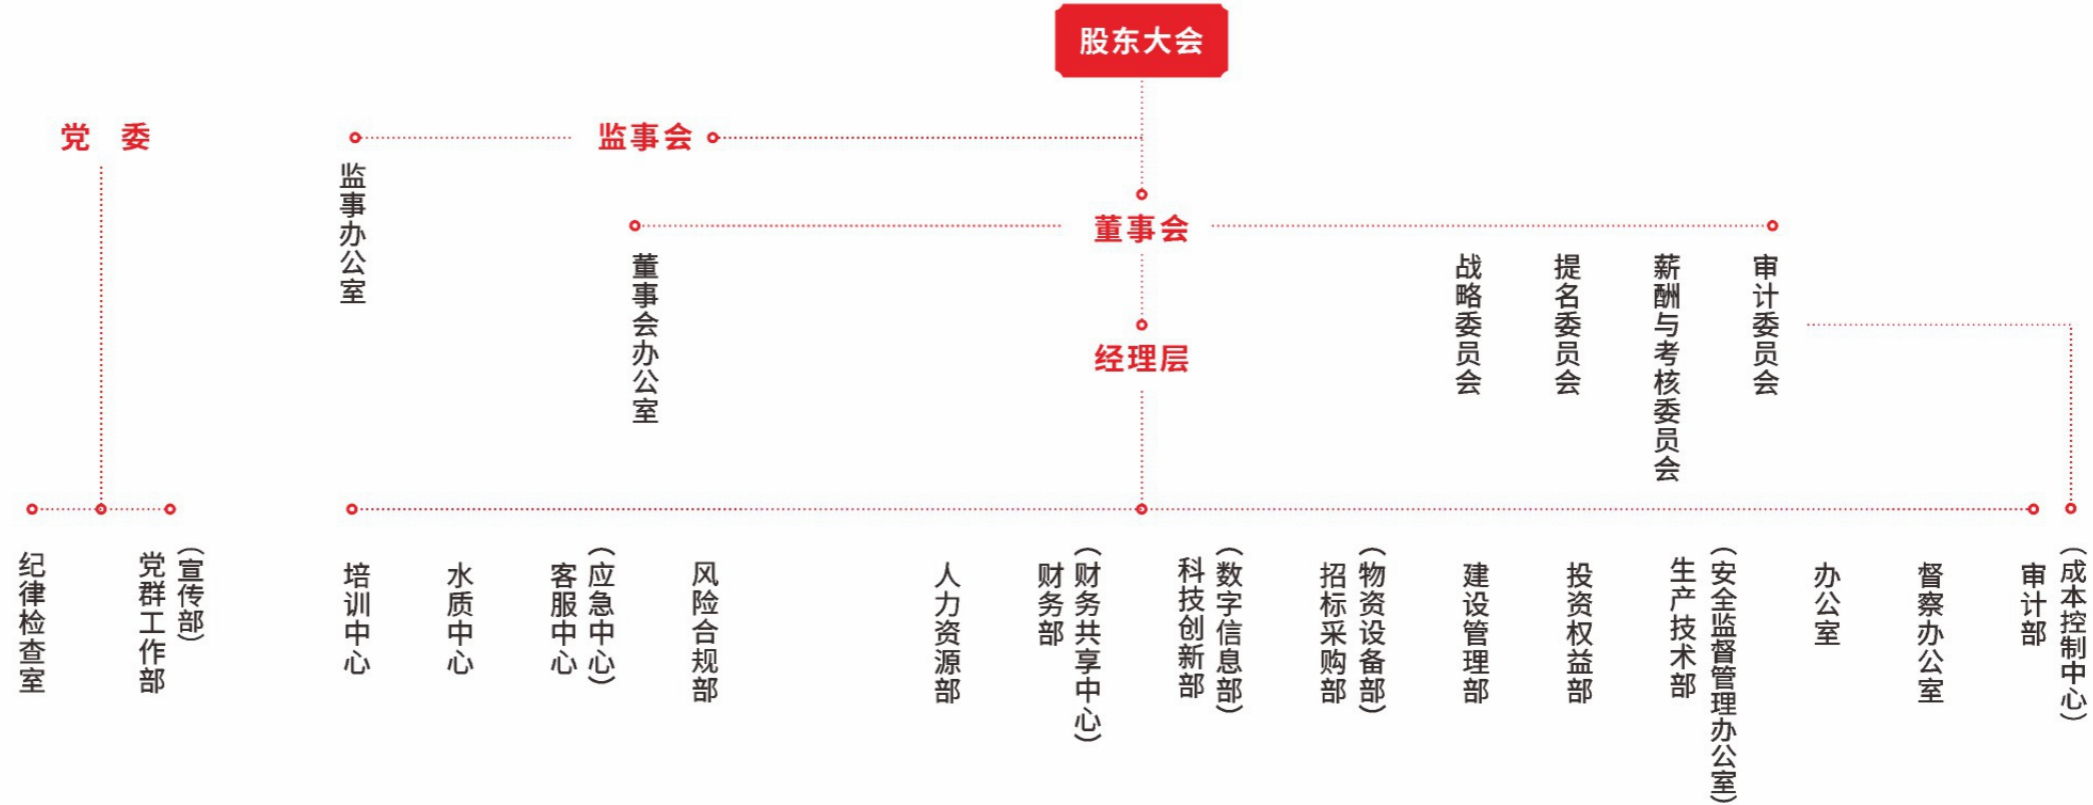 股东大会
党 委
监事会
监事办公室
董事会
董事会办公室
战略委员会
提名委员会
薪酬与考核委员会
审计委员会
经理层
纪律检查室
党群工作部
(宣传部)
培训中心
水质中心
客服中心
(应急中心)
风险合规部
人力资源部
财务部
(财务共享中心)
科技创新部
(数字信息部)
招标采购部
(物资设备部)
建设管理部
投资权益部
生产技术部
(安全监督管理办公室)
办公室
督察办公室
审计部
(成本控制中心)